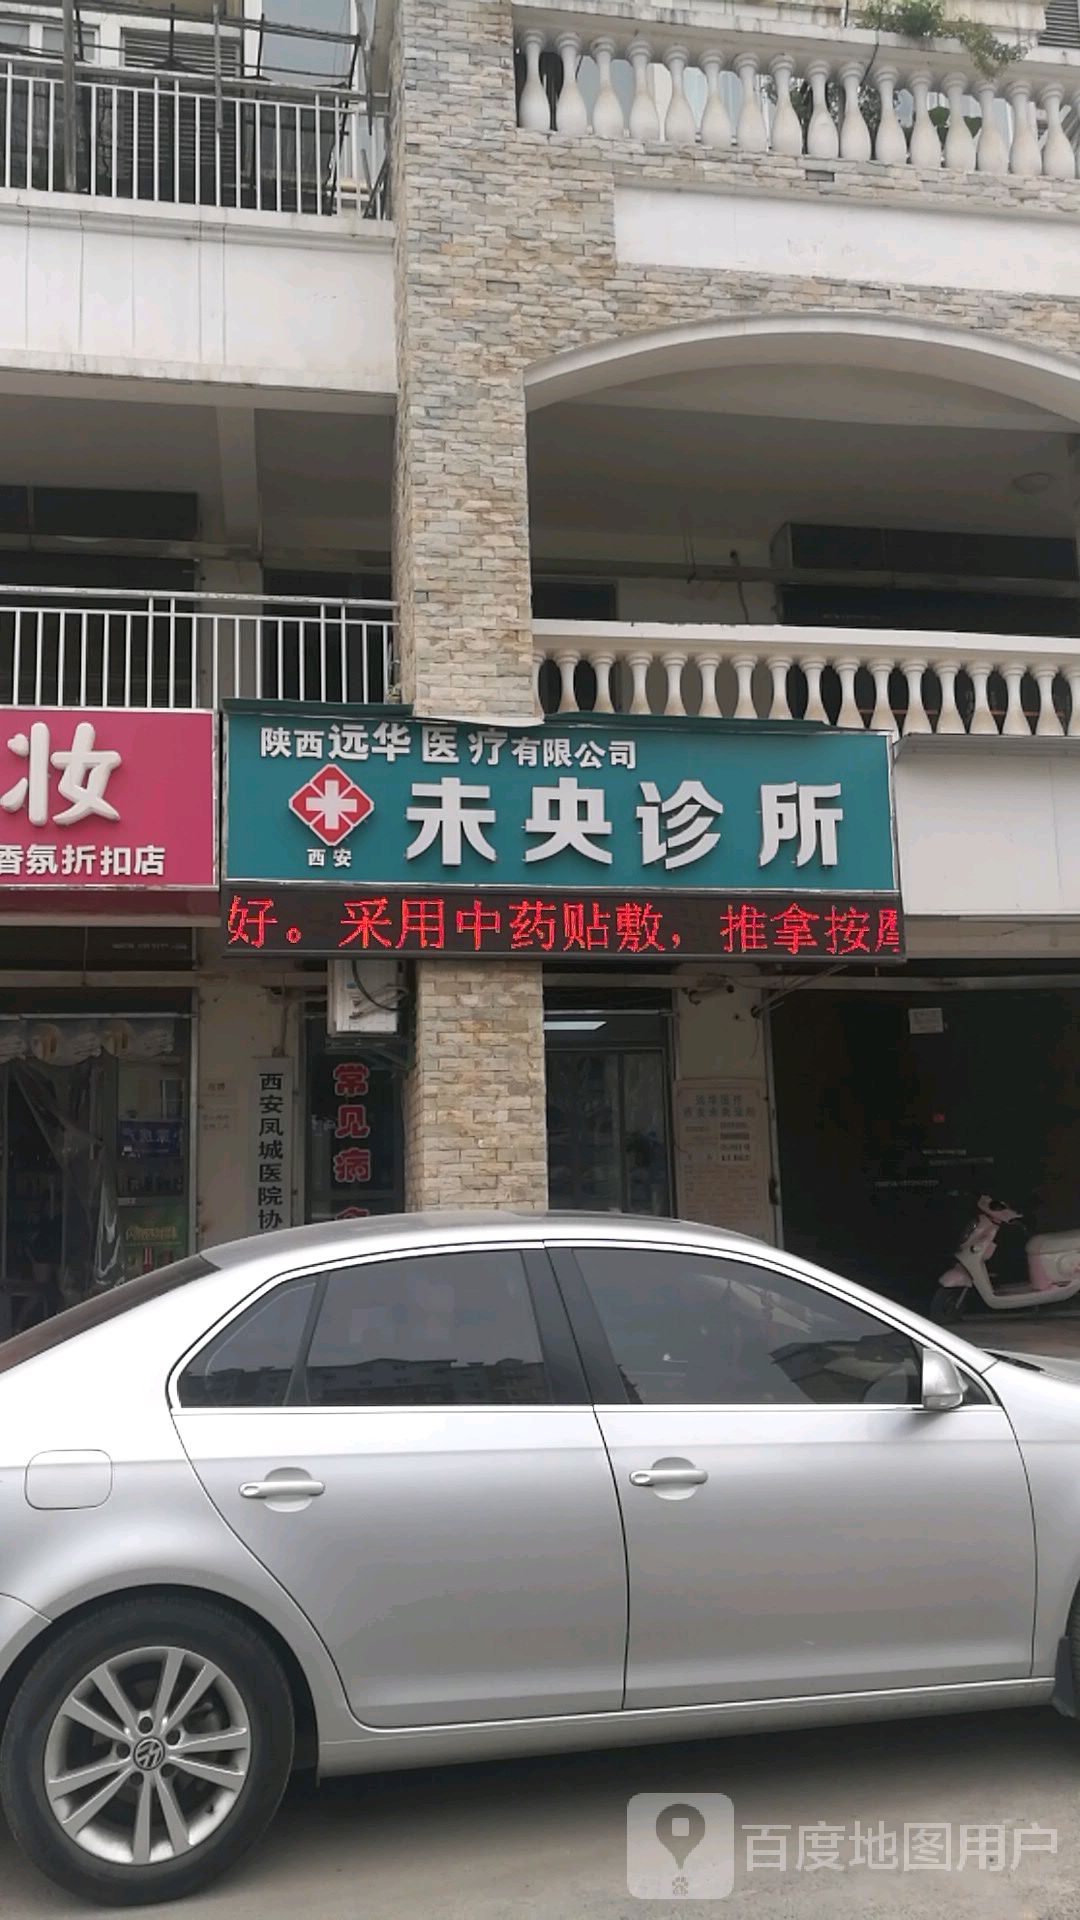 妆
香氛折扣店
陕西远华医疗有限公司
未央诊所
西安
好。采用中药贴敷，推拿按摩
西安凤城医院协
常见病
百度地图用户